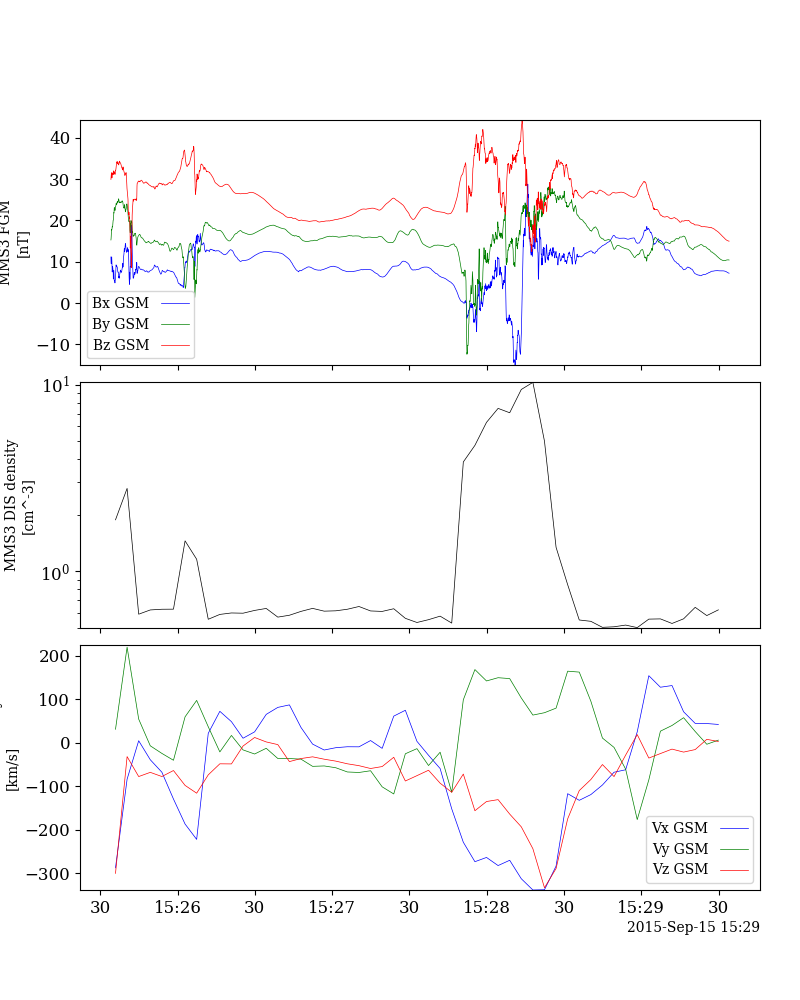 MMS3 FGM
[nT]
40
30
20
10
0
−10
Bx GSM
By GSM
Bz GSM
MMS3 DIS density
[cm^-3]
10^1
10^0
[km/s]
200
100
0
−100
−200
−300
Vx GSM
Vy GSM
Vz GSM
30 15:26 30 15:27 30 15:28 30 15:29 30
2015-Sep-15 15:29